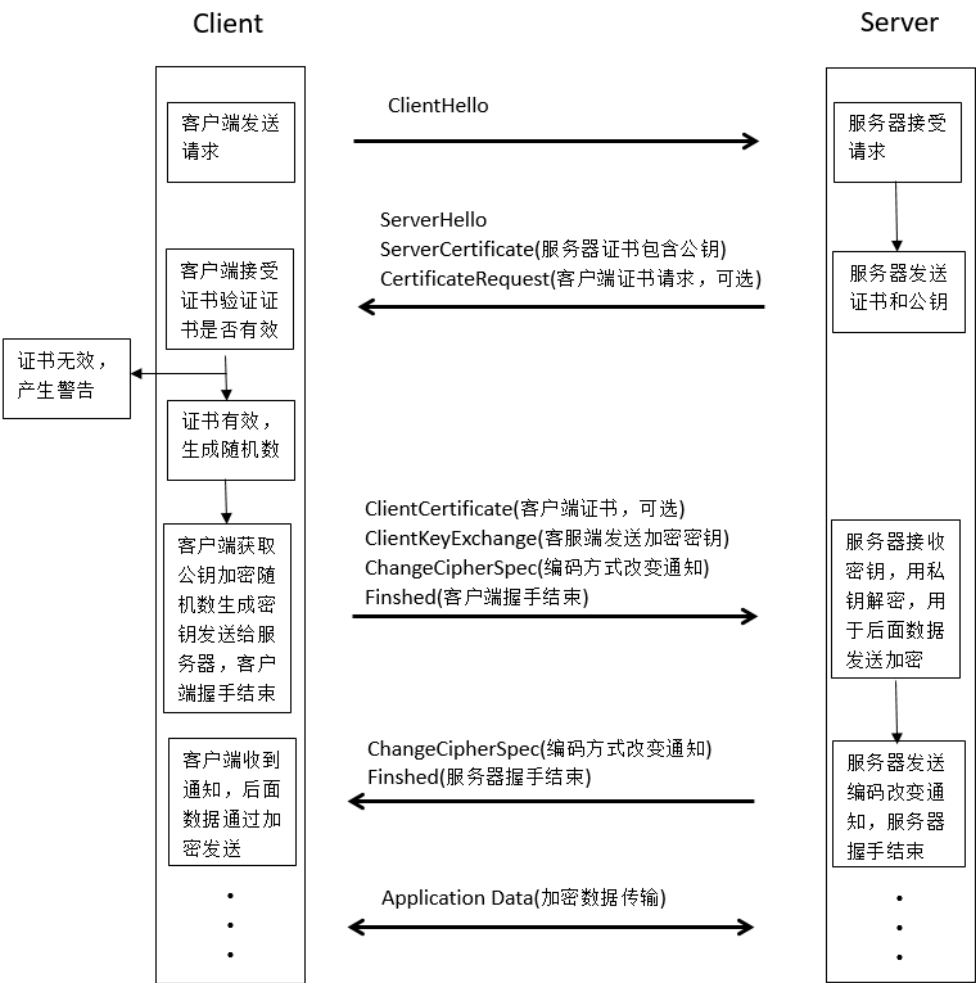 Client
Server
客户端发送
请求
ClientHello
服务器接受
请求
ServerHello
ServerCertificate(服务器证书包含公钥)
CertificateRequest(客户端证书请求，可选)
客户端接受
证书验证证
书是否有效
服务器发送
证书和公钥
证书无效，
产生警告
证书有效，
生成随机数
ClientCertificate(客户端证书，可选)
ClientKeyExchange(客服端发送加密密钥)
ChangeCipherSpec(编码方式改变通知)
Finshed(客户端握手结束)
客户端获取
公钥加密随
机数生成密
钥发送给服
务器，客户
端握手结束
服务器接收
密钥，用私
钥解密，用
于后面数据
发送加密
ChangeCipherSpec(编码方式改变通知)
Finshed(服务器握手结束)
客户端收到
通知，后面
数据通过加
密发送
服务器发送
编码改变通
知，服务器
握手结束
Application Data(加密数据传输)